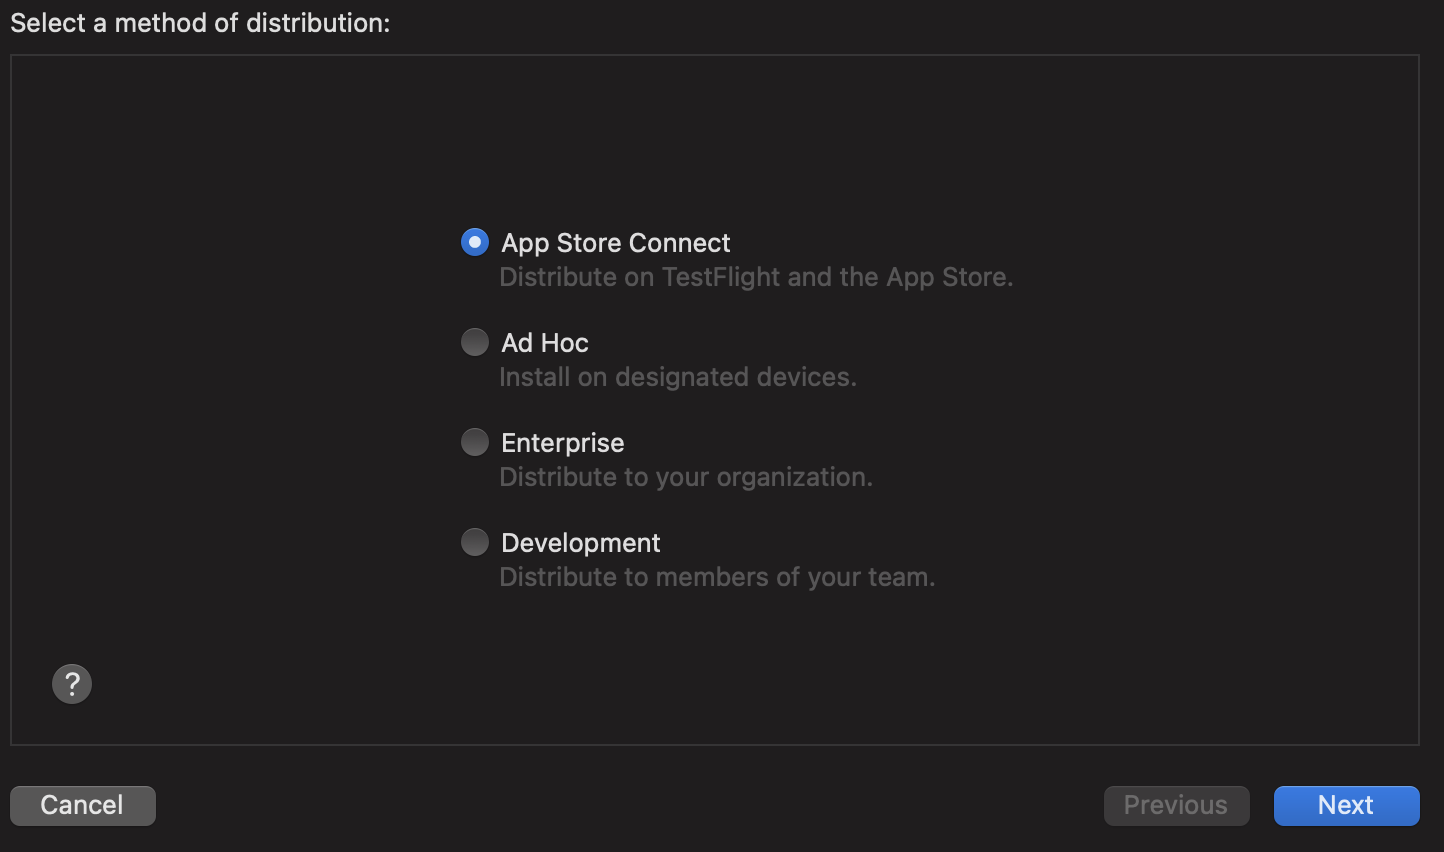 Select a method of distribution:
App Store Connect
Distribute on TestFlight and the App Store.
Ad Hoc
Install on designated devices.
Enterprise
Distribute to your organization.
Development
Distribute to members of your team.
?
Cancel
Previous
Next